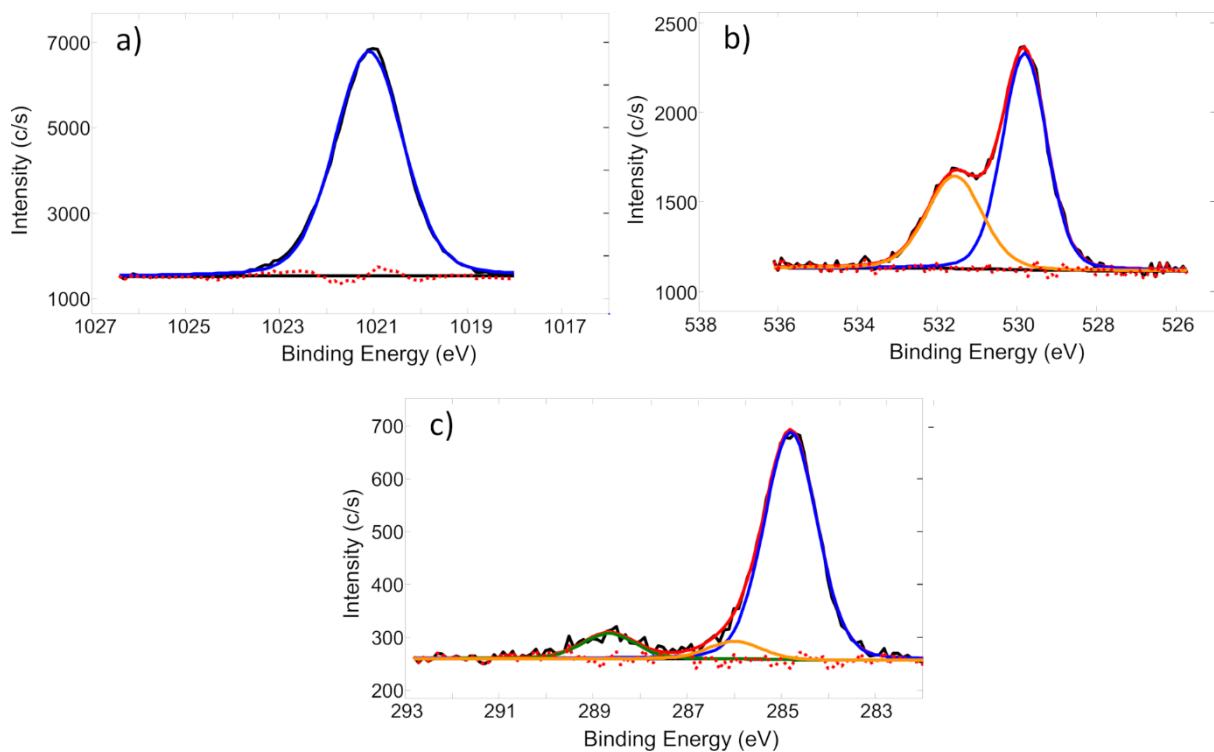 a)
7000
5000
3000
1000
Intensity (c/s)
1027 1025 1023 1021 1019 1017
Binding Energy (eV)
b)
2500
2000
1500
1000
Intensity (c/s)
538 536 534 532 530 528 526
Binding Energy (eV)
c)
700
600
500
400
300
200
Intensity (c/s)
293 291 289 287 285 283
Binding Energy (eV)